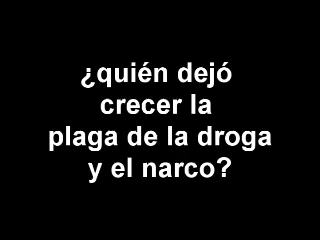 ¿quién dejó
crecer la
plaga de la droga
y el narco?